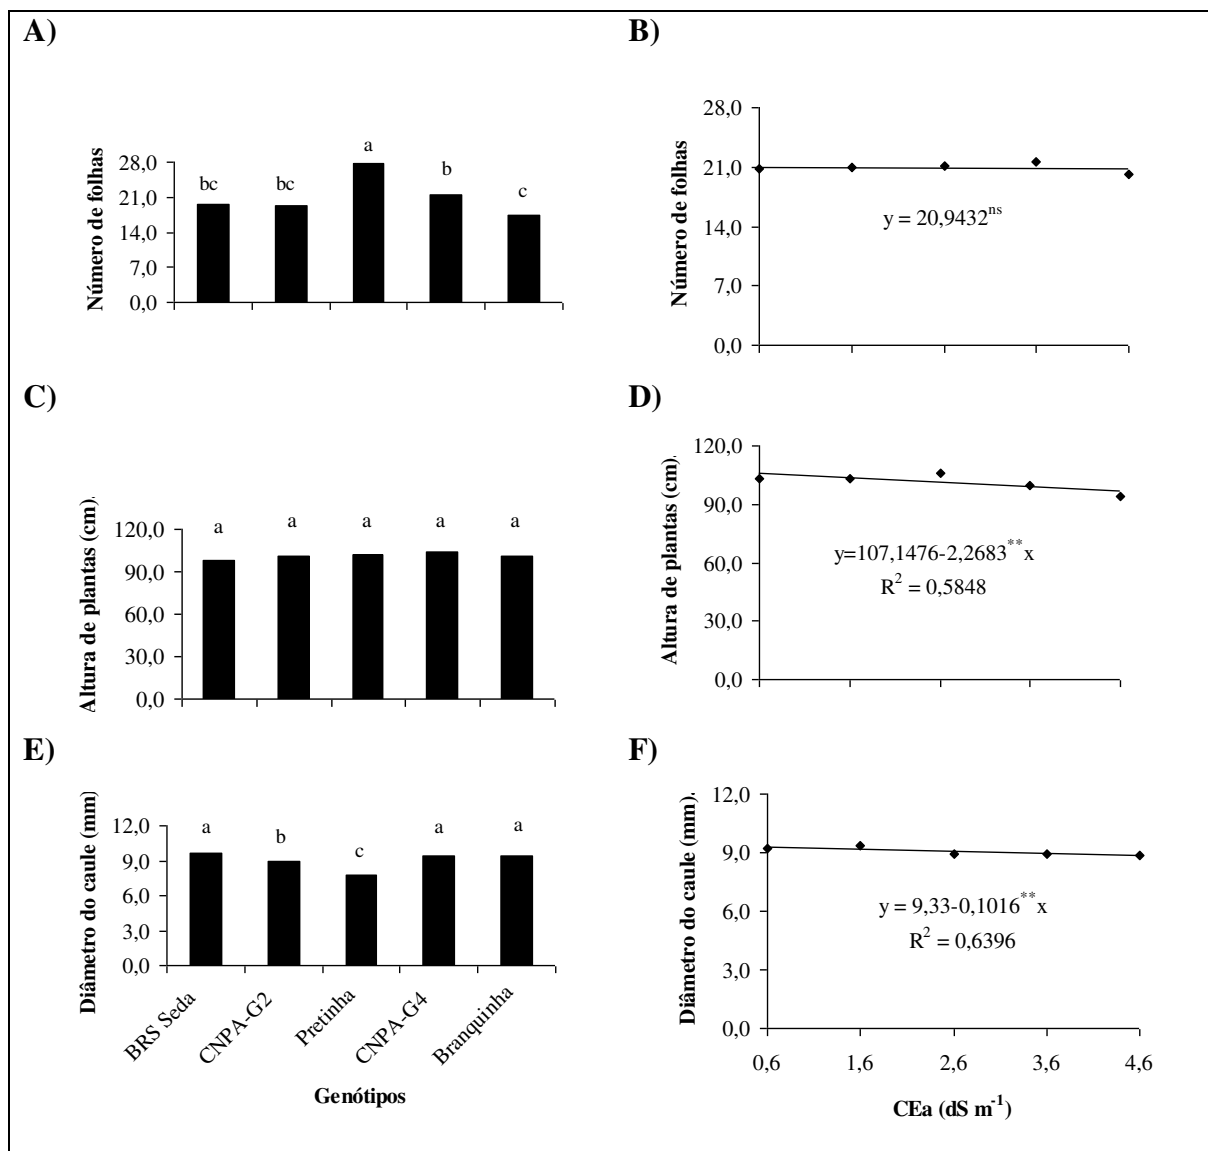 A)
Número de folhas
28,0
21,0
14,0
7,0
0,0
bc
bc
a
b
c
B)
Número de folhas
28,0
21,0
14,0
7,0
0,0
y = 20,9432ns
C)
Altura de plantas (cm).
120,0
90,0
60,0
30,0
0,0
a
a
a
a
a
D)
Altura de plantas (cm).
120,0
90,0
60,0
30,0
0,0
y=107,1476-2,2683**x
R2 = 0,5848
E)
Diâmetro do caule (mm)
12,0
9,0
6,0
3,0
0,0
a
b
c
a
a
BRS Seda
CNPA-G2
Pretinha
CNPA-G4
Branquinha
Genótipos
F)
Diâmetro do caule (mm).
12,0
9,0
6,0
3,0
0,0
y = 9,33-0,1016**x
R2 = 0,6396
0,6 1,6 2,6 3,6 4,6
CEa (dS m-1)